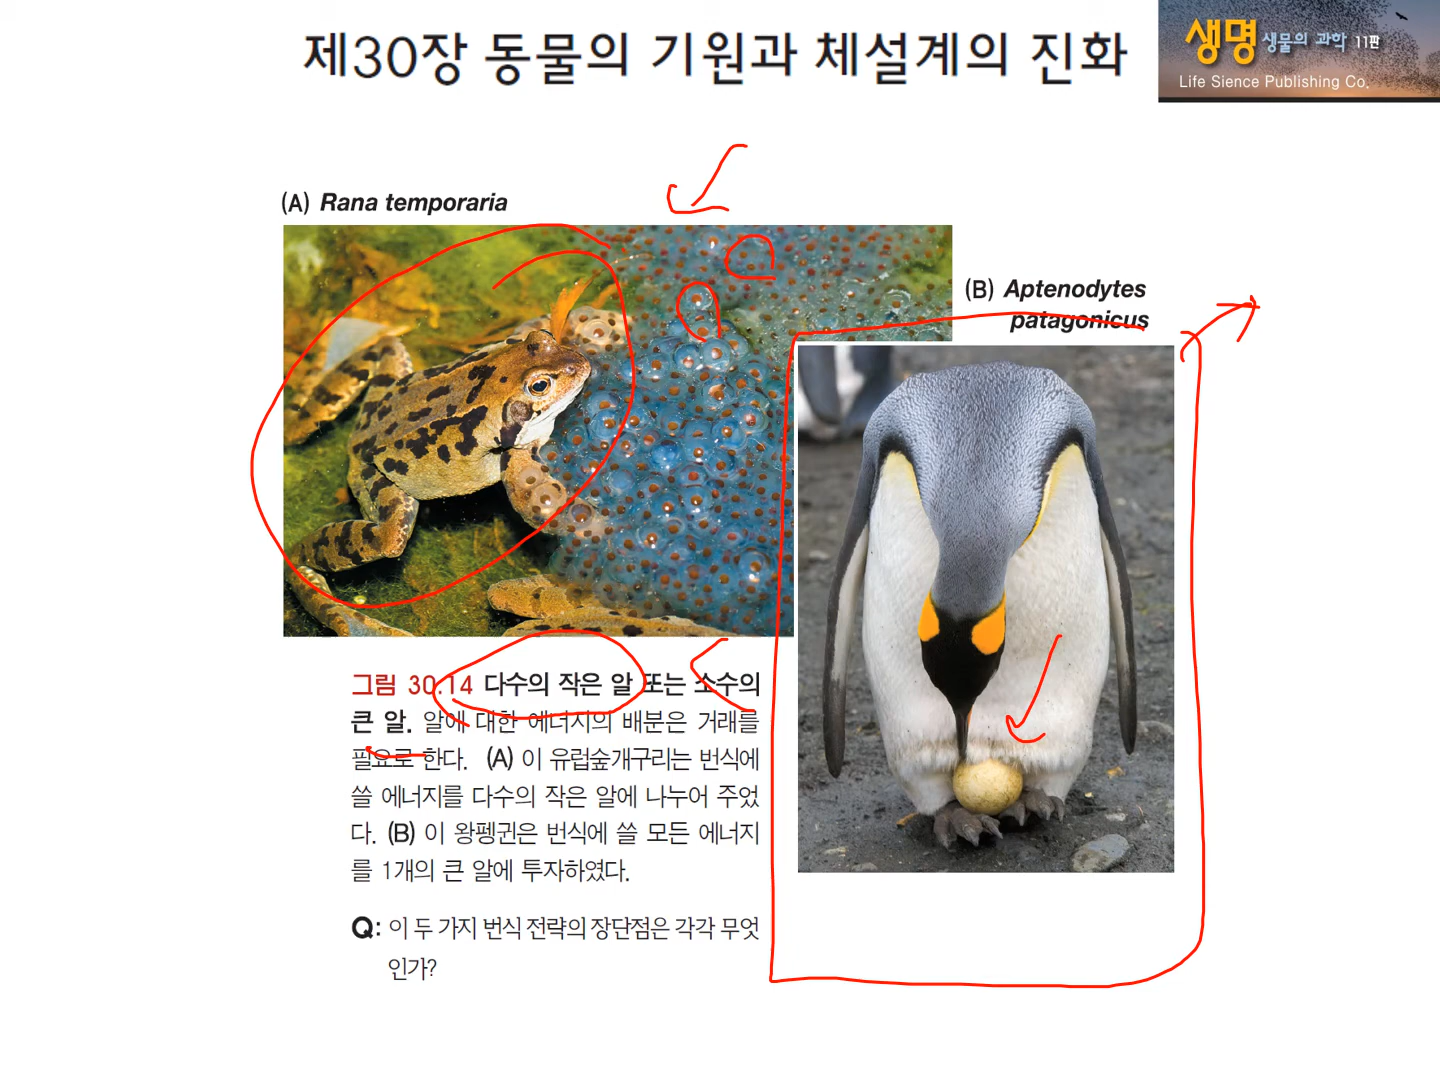 제30장 동물의 기원과 체설계의 진화
생명 생물의 과학 11판
Life Sience Publishing Co.
(A) Rana temporaria
(B) Aptenodytes
patagonicus
그림 30.14 다수의 작은 알 또는 소수의
큰 알. 알에 대한 에너지의 배분은 거래를
필요로 한다. (A) 이 유럽숲개구리는 번식에
쓸 에너지를 다수의 작은 알에 나누어 주었
다. (B) 이 왕펭귄은 번식에 쓸 모든 에너지
를 1개의 큰 알에 투자하였다.
Q: 이 두 가지 번식 전략의 장단점은 각각 무엇
인가?